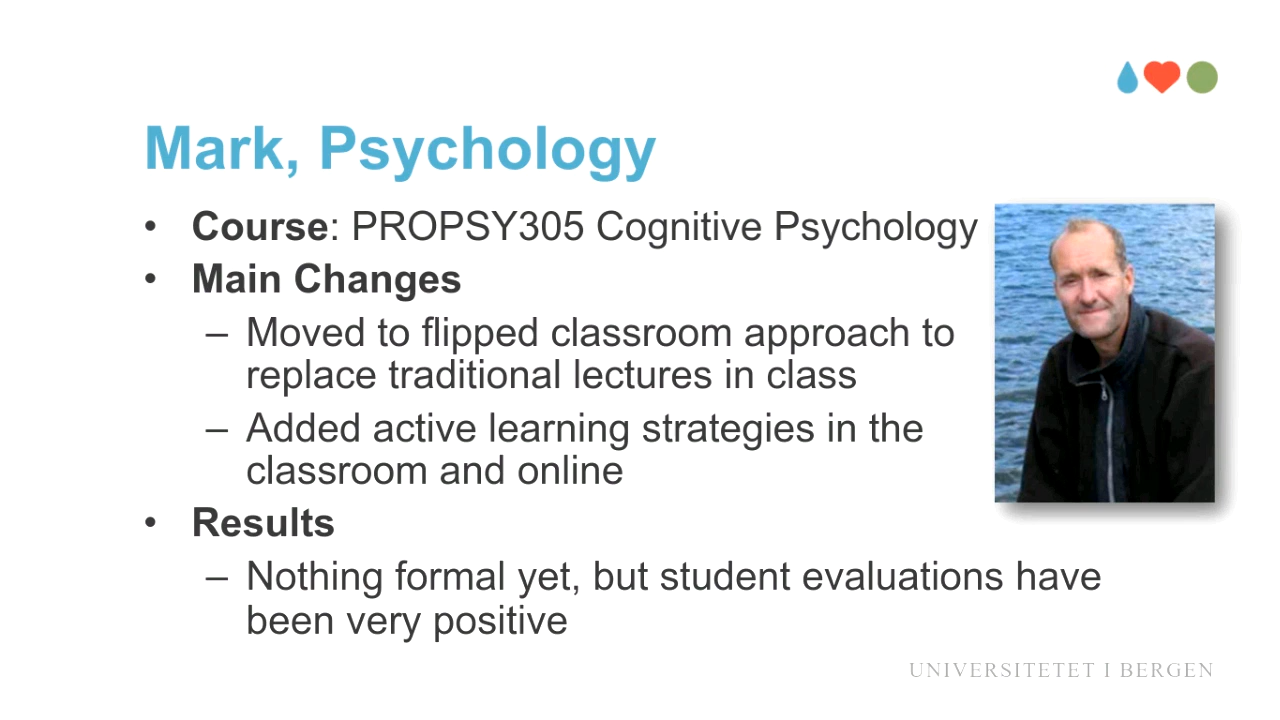 Mark, Psychology
• Course: PROPSY305 Cognitive Psychology
• Main Changes
– Moved to flipped classroom approach to
replace traditional lectures in class
– Added active learning strategies in the
classroom and online
• Results
– Nothing formal yet, but student evaluations have
been very positive
UNIVERSITETET I BERGEN